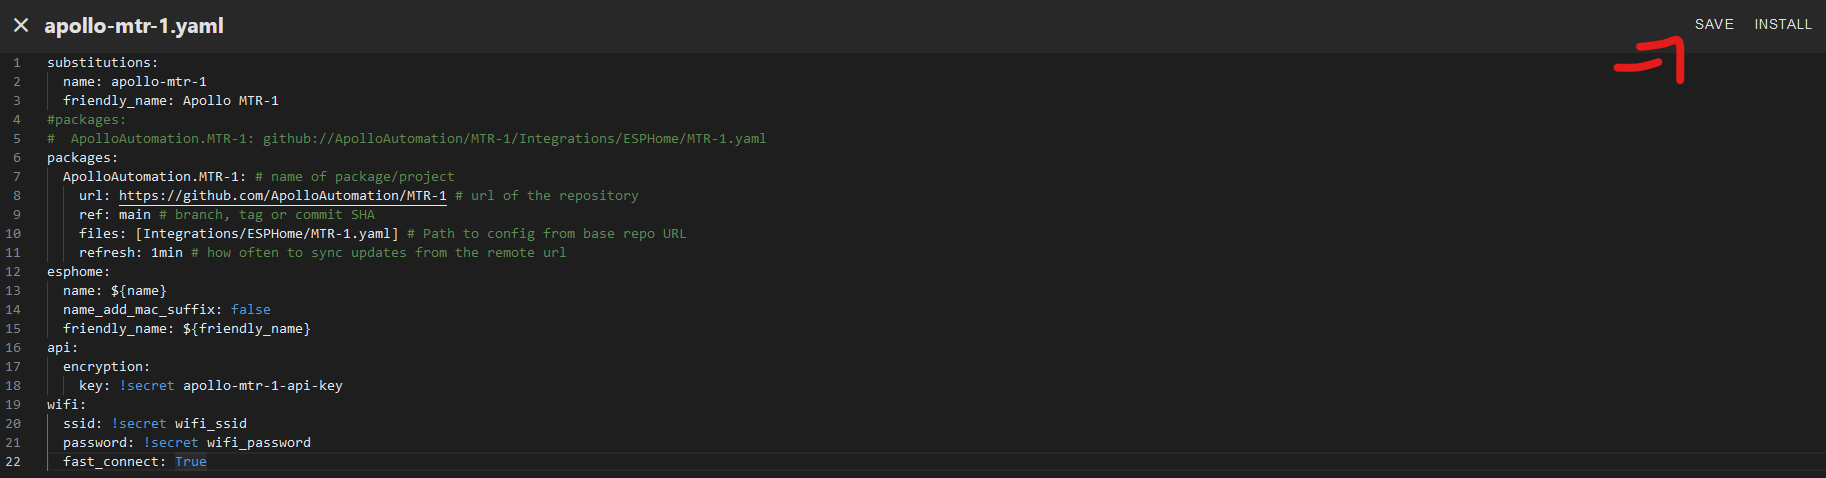 apollo-mtr-1.yaml
SAVE INSTALL
1 substitutions:
2   name: apollo-mtr-1
3   friendly_name: Apollo MTR-1
4 #packages:
5 #  ApolloAutomation.MTR-1: github://ApolloAutomation/MTR-1/Integrations/ESPHome/MTR-1.yaml
6 packages:
7   ApolloAutomation.MTR-1: # name of package/project
8     url: https://github.com/ApolloAutomation/MTR-1 # url of the repository
9     ref: main # branch, tag or commit SHA
10     files: [Integrations/ESPHome/MTR-1.yaml] # Path to config from base repo URL
11     refresh: 1min # how often to sync updates from the remote url
12 esphome:
13   name: ${name}
14   name_add_mac_suffix: false
15   friendly_name: ${friendly_name}
16 api:
17   encryption:
18     key: !secret apollo-mtr-1-api-key
19 wifi:
20   ssid: !secret wifi_ssid
21   password: !secret wifi_password
22   fast_connect: True